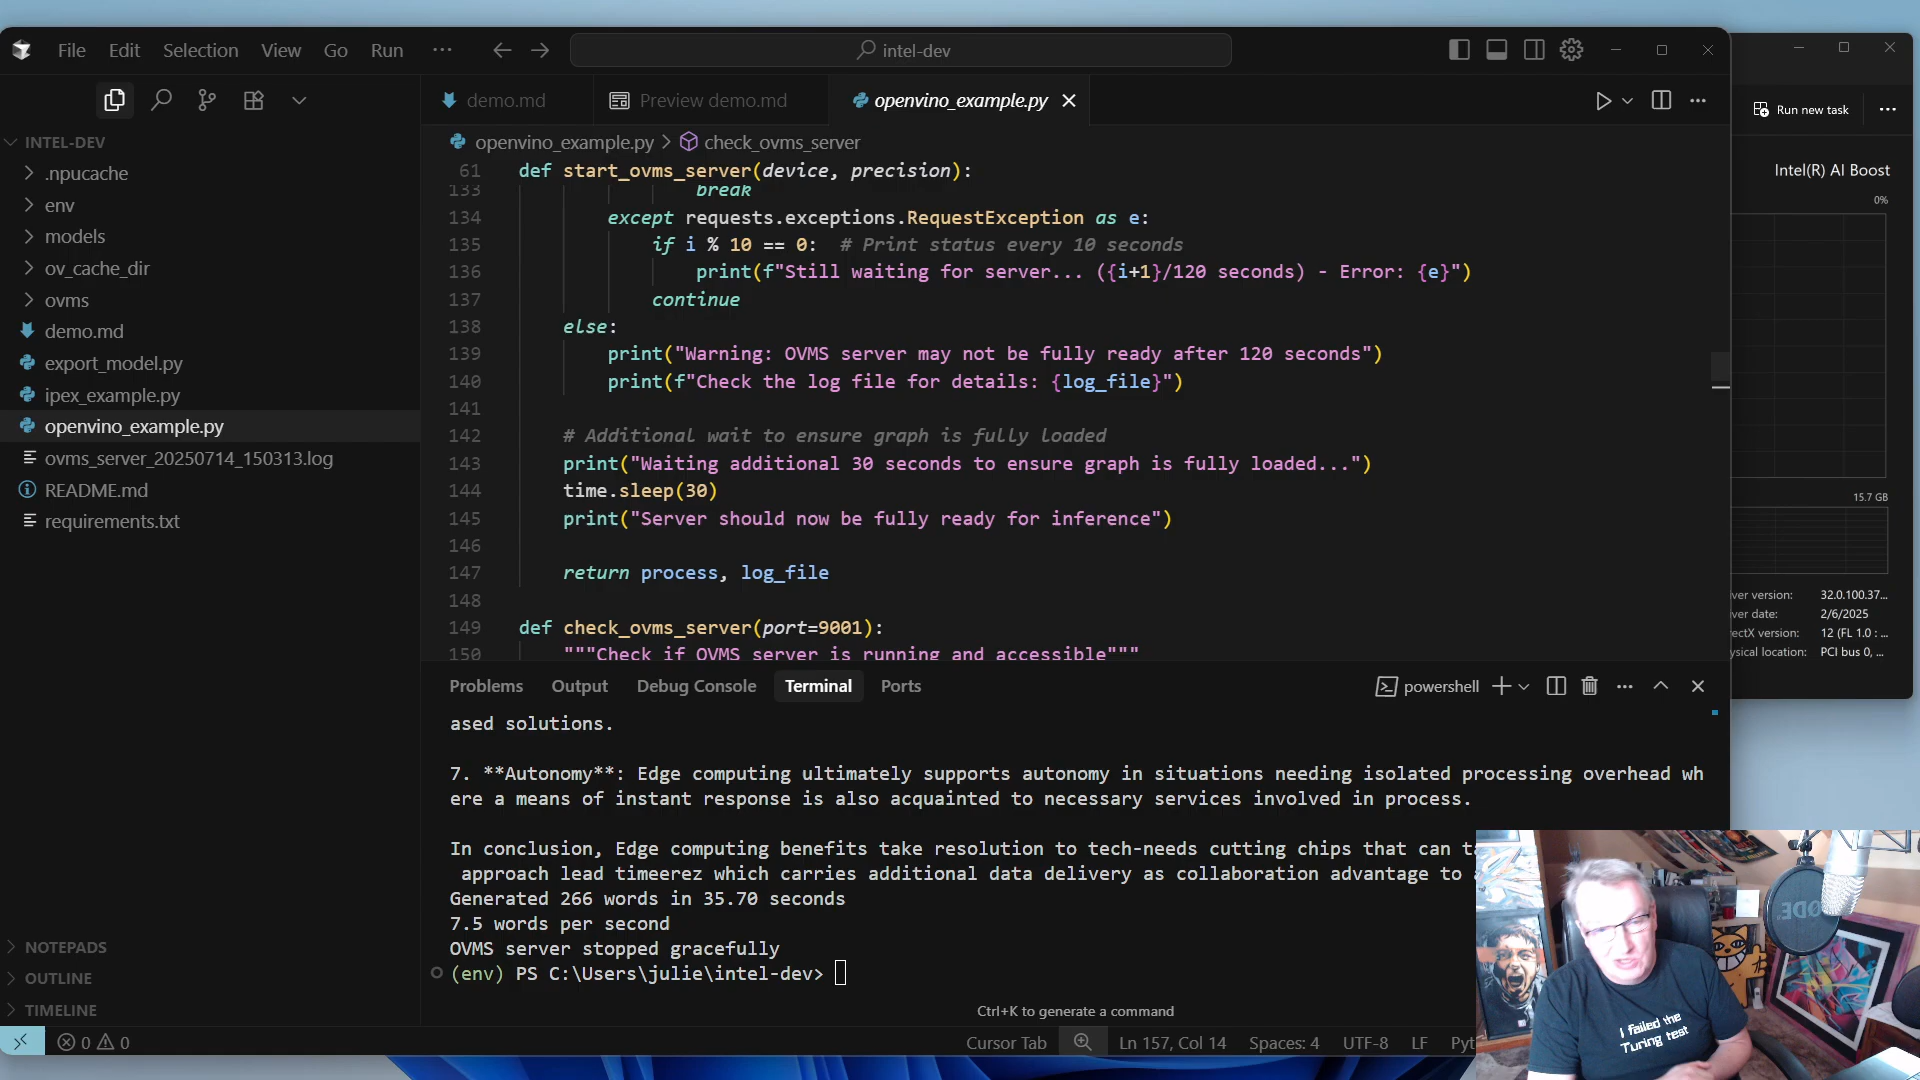 File Edit Selection View Go Run ...
intel-dev
INTEL-DEV
.npucache
env
models
ov_cache_dir
ovms
demo.md
export_model.py
ipex_example.py
openvino_example.py
ovms_server_20250714_150313.log
README.md
requirements.txt
NOTEPADS
OUTLINE
TIMELINE
demo.md
Preview demo.md
openvino_example.py
openvino_example.py > check_ovms_server
61 def start_ovms_server(device, precision):
133 break
134 except requests.exceptions.RequestException as e:
135 if i % 10 == 0: # Print status every 10 seconds
136 print(f"Still waiting for server... ({i+1}/120 seconds) - Error: {e}")
137 continue
138 else:
139 print("Warning: OVMS server may not be fully ready after 120 seconds")
140 print(f"Check the log file for details: {log_file}")
141
142 # Additional wait to ensure graph is fully loaded
143 print("Waiting additional 30 seconds to ensure graph is fully loaded...")
144 time.sleep(30)
145 print("Server should now be fully ready for inference")
146
147 return process, log_file
148
149 def check_ovms_server(port=9001):
150 """Check if OVMS server is running and accessible"""
Problems Output Debug Console Terminal Ports
powershell
ased solutions.
7. **Autonomy**: Edge computing ultimately supports autonomy in situations needing isolated processing overhead wh
ere a means of instant response is also acquainted to necessary services involved in process.
In conclusion, Edge computing benefits take resolution to tech-needs cutting chips that can
approach lead timeerez which carries additional data delivery as collaboration advantage to
Generated 266 words in 35.70 seconds
7.5 words per second
OVMS server stopped gracefully
(env) PS C:\Users\julie\intel-dev>
Ctrl+K to generate a command
0 0
Cursor Tab
Ln 157, Col 14
Spaces: 4
UTF-8
LF
Pyt
Run new task
Intel(R) AI Boost
0%
15.7 GB
ver version: 32.0.100.37...
ver date: 2/6/2025
ectX version: 12 (FL 1.0 : ...
ysical location: PCI bus 0, ...
I failed the
Turing test